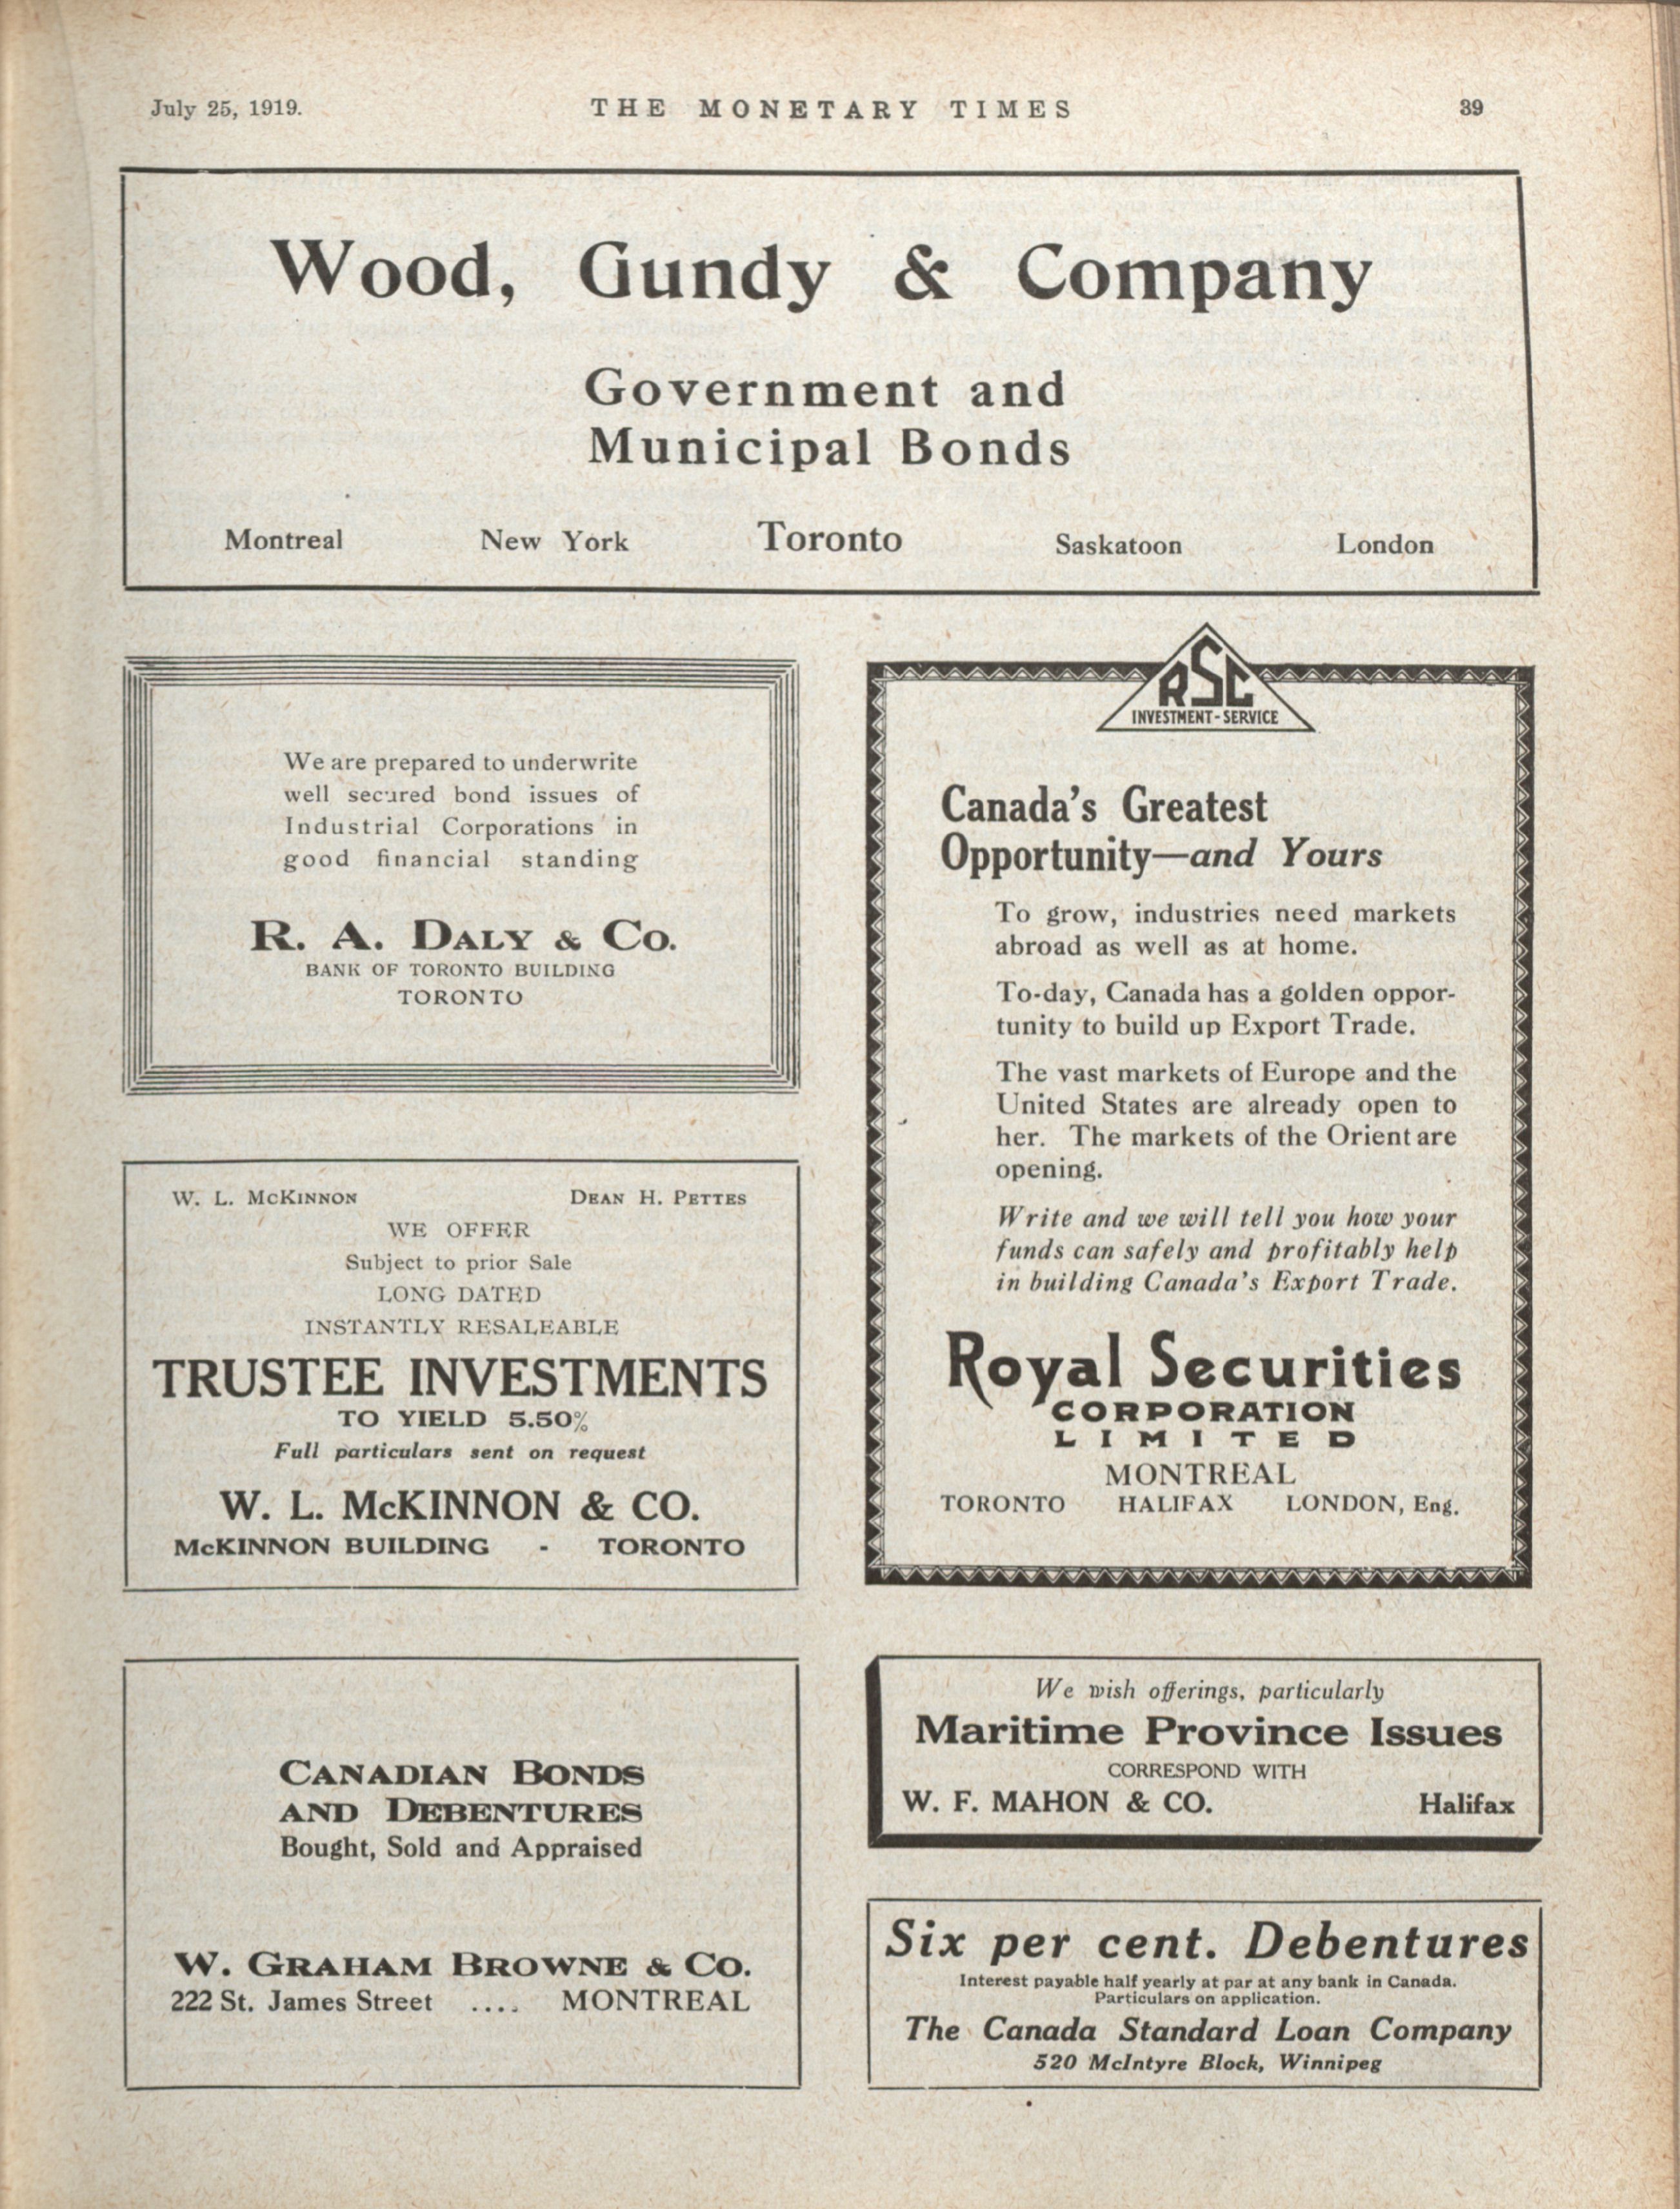 July 25, 1919.
THE MONETARY TIMES
39
Wood, Gundy & Company
Government and
Municipal Bonds
Montreal New York Toronto Saskatoon London
We are prepared to underwrite
well secured bond issues of
Industrial Corporations in
good financial standing
R. A. DALY & CO.
BANK OF TORONTO BUILDING
TORONTO
W. L. McKINNON DEAN H. PETTES
WE OFFER
Subject to prior Sale
LONG DATED
INSTANTLY RESALEABLE
TRUSTEE INVESTMENTS
TO YIELD 5.50%
Full particulars sent on request
W. L. McKINNON & CO.
McKINNON BUILDING - TORONTO
CANADIAN BONDS
AND DEBENTURES
Bought, Sold and Appraised
W. GRAHAM BROWNE & CO.
222 St. James Street .... MONTREAL
RSC
INVESTMENT-SERVICE
Canada's Greatest
Opportunity—and Yours
To grow, industries need markets
abroad as well as at home.
To-day, Canada has a golden oppor-
tunity to build up Export Trade.
The vast markets of Europe and the
United States are already open to
her. The markets of the Orient are
opening.
Write and we will tell you how your
funds can safely and profitably help
in building Canada's Export Trade.
Royal Securities
CORPORATION
LIMITED
MONTREAL
TORONTO HALIFAX LONDON, Eng.
We wish offerings, particularly
Maritime Province Issues
CORRESPOND WITH
W. F. MAHON & CO. Halifax
Six per cent. Debentures
Interest payable half yearly at par at any bank in Canada.
Particulars on application.
The Canada Standard Loan Company
520 McIntyre Block, Winnipeg